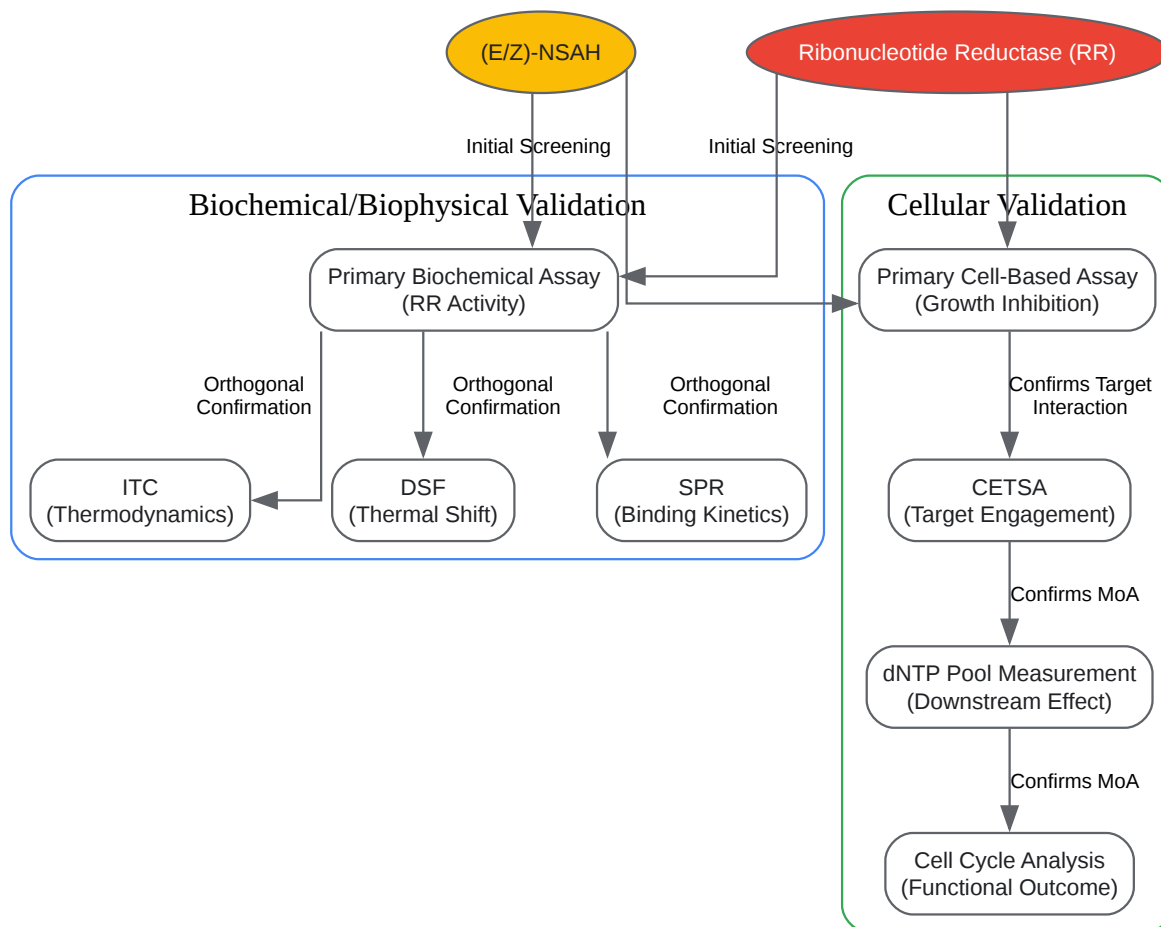 (E/Z)-NSAH
Ribonucleotide Reductase (RR)
Initial Screening
Initial Screening
Biochemical/Biophysical Validation
Cellular Validation
Primary Biochemical Assay
(RR Activity)
Primary Cell-Based Assay
(Growth Inhibition)
Orthogonal
Confirmation
Orthogonal
Confirmation
Orthogonal
Confirmation
Confirms Target
Interaction
ITC
(Thermodynamics)
DSF
(Thermal Shift)
SPR
(Binding Kinetics)
CETSA
(Target Engagement)
Confirms MoA
dNTP Pool Measurement
(Downstream Effect)
Confirms MoA
Cell Cycle Analysis
(Functional Outcome)